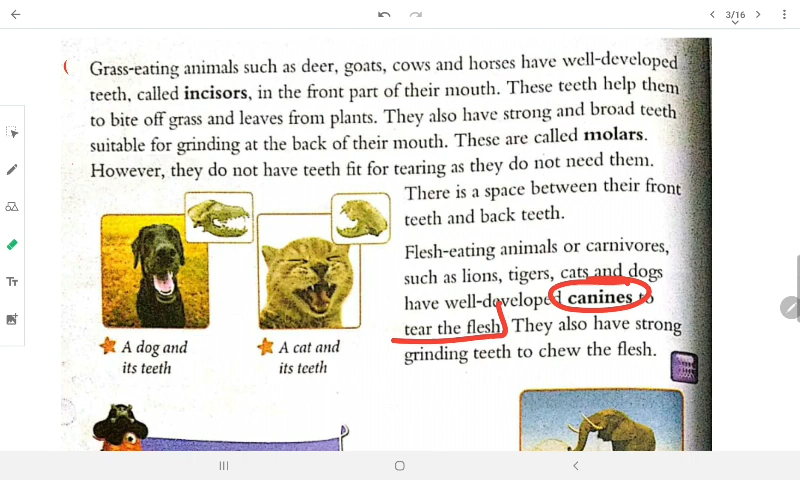 3/16
Grass-eating animals such as deer, goats, cows and horses have well-developed
teeth, called incisors, in the front part of their mouth. These teeth help them
to bite off grass and leaves from plants. They also have strong and broad teeth
suitable for grinding at the back of their mouth. These are called molars.
However, they do not have teeth fit for tearing as they do not need them.
There is a space between their front
teeth and back teeth.
Flesh-eating animals or carnivores,
such as lions, tigers, cats and dogs
have well-developed canines to
tear the flesh. They also have strong
grinding teeth to chew the flesh.
A dog and
its teeth
A cat and
its teeth
Tт